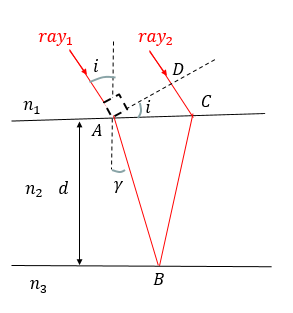 ray₁ ray₂
i D
n₁ i C
A
n₂ d γ
B
n₃